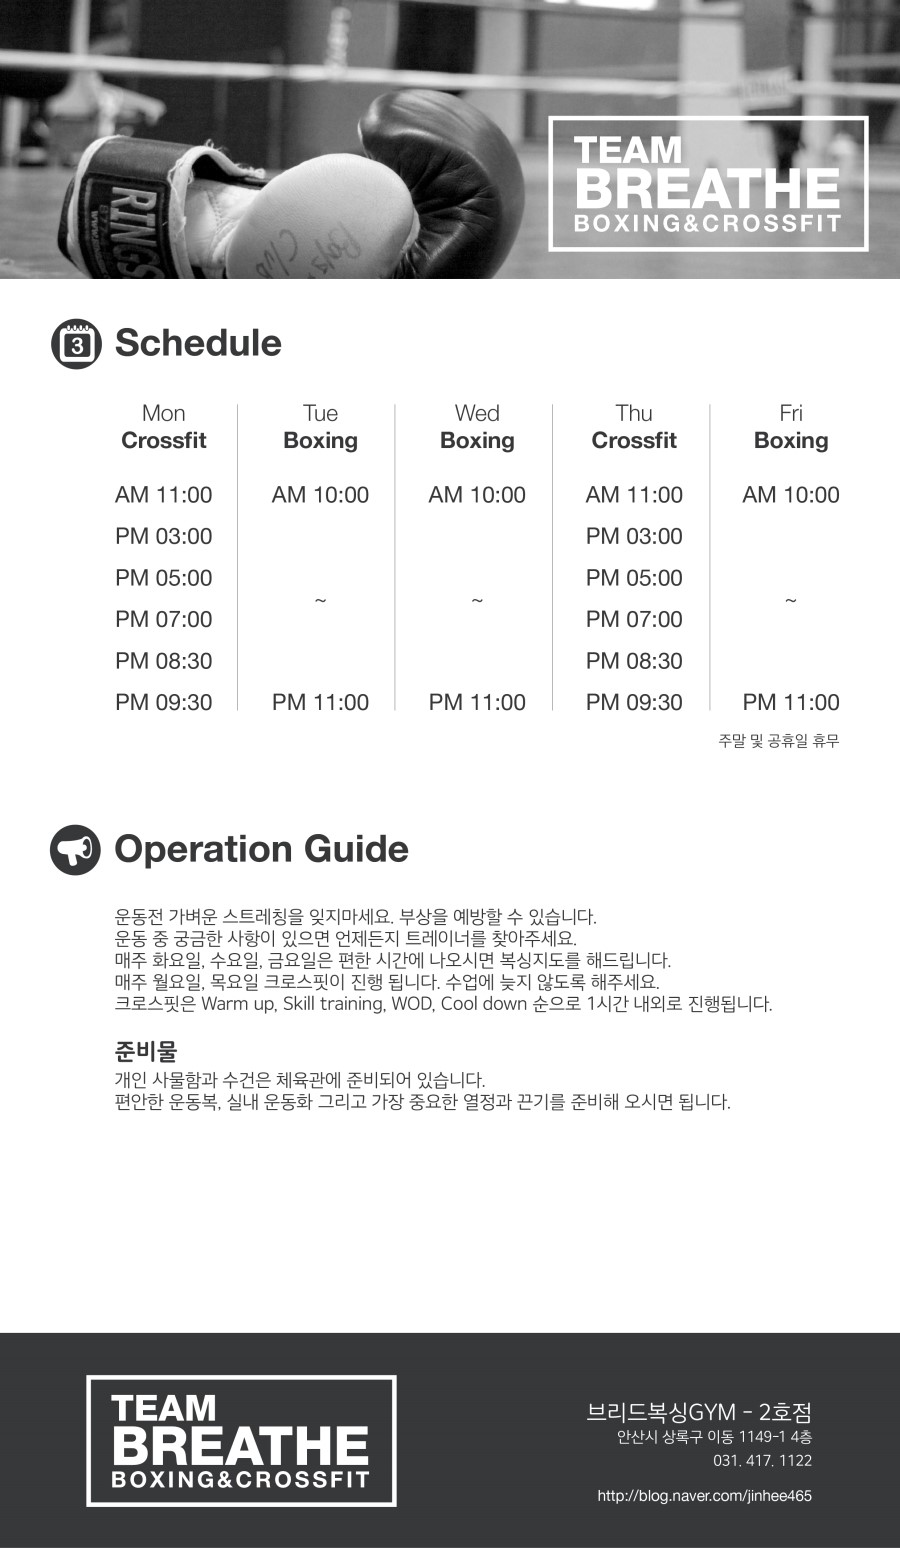 TEAM
BREATHE
BOXING&CROSSFIT
RINGS
Boys
Club
3
Schedule
Mon Tue Wed Thu Fri
Crossfit Boxing Boxing Crossfit Boxing
AM 11:00 AM 10:00 AM 10:00 AM 11:00 AM 10:00
PM 03:00 PM 03:00
PM 05:00 PM 05:00
~ ~ ~
PM 07:00 PM 07:00
PM 08:30 PM 08:30
PM 09:30 PM 11:00 PM 11:00 PM 09:30 PM 11:00
주말 및 공휴일 휴무
Operation Guide
운동전 가벼운 스트레칭을 잊지마세요. 부상을 예방할 수 있습니다.
운동 중 궁금한 사항이 있으면 언제든지 트레이너를 찾아주세요.
매주 화요일, 수요일, 금요일은 편한 시간에 나오시면 복싱지도를 해드립니다.
매주 월요일, 목요일 크로스핏이 진행 됩니다. 수업에 늦지 않도록 해주세요.
크로스핏은 Warm up, Skill training, WOD, Cool down 순으로 1시간 내외로 진행됩니다.
준비물
개인 사물함과 수건은 체육관에 준비되어 있습니다.
편안한 운동복, 실내 운동화 그리고 가장 중요한 열정과 끈기를 준비해 오시면 됩니다.
TEAM
BREATHE
BOXING&CROSSFIT
브리드복싱GYM - 2호점
안산시 상록구 이동 1149-1 4층
031. 417. 1122
http://blog.naver.com/jinhee465